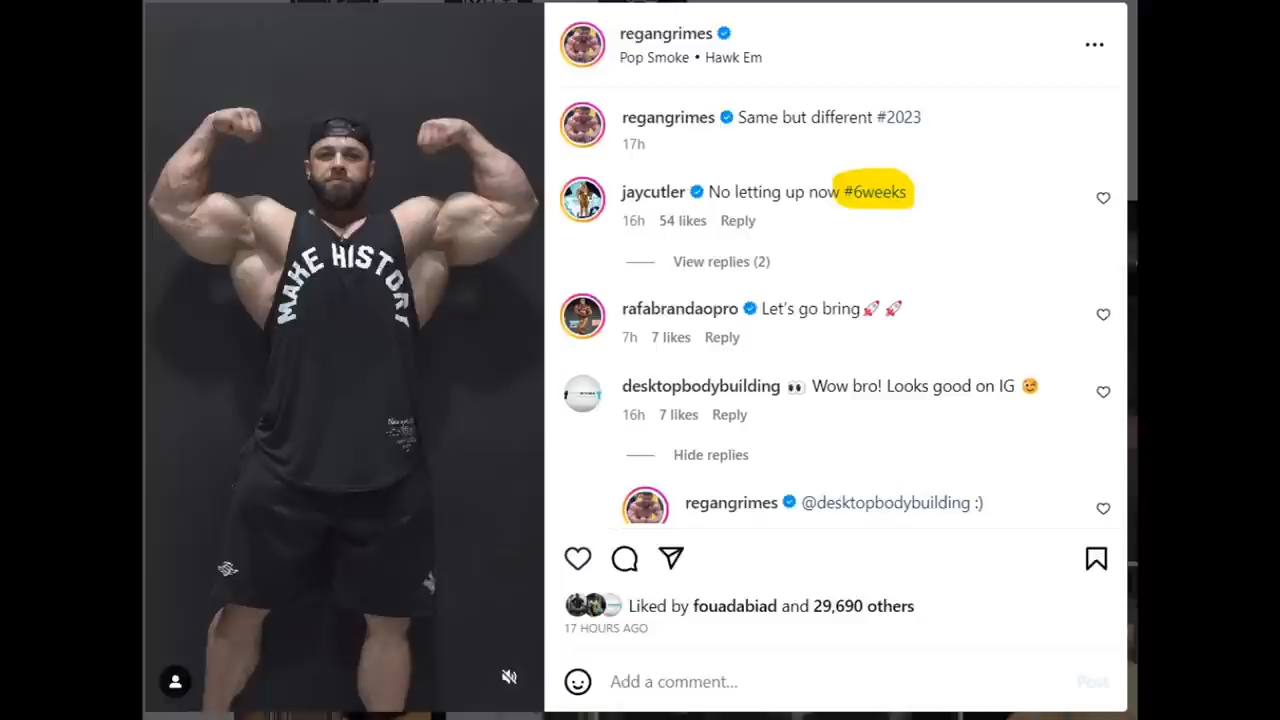 MAKE HISTORY
regangrimes
Pop Smoke • Hawk Em
regangrimes Same but different #2023
17h
jaycutler No letting up now #6weeks
16h 54 likes Reply
View replies (2)
rafabrandaopro Let's go bring🚀 🚀
7h 7 likes Reply
desktopbodybuilding 👀 Wow bro! Looks good on IG 😉
16h 7 likes Reply
Hide replies
regangrimes @desktopbodybuilding :)
Liked by fouadabiad and 29,690 others
17 HOURS AGO
Add a comment...
Post